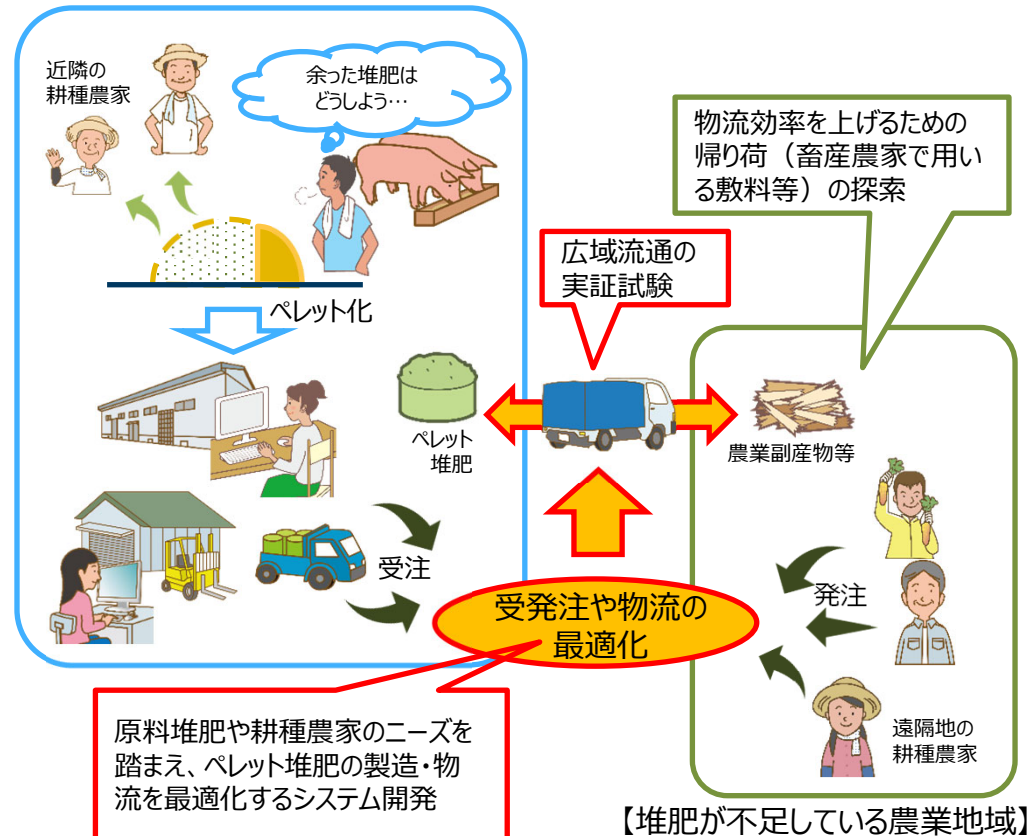 近隣の
耕種農家
余った堆肥は
どうしよう…
物流効率を上げるための
帰り荷（畜産農家で用い
る敷料等）の探索
広域流通の
実証試験
ペレット化
ペレット
堆肥
農業副産物等
受注
発注
受発注や物流の
最適化
遠隔地の
耕種農家
原料堆肥や耕種農家のニーズを
踏まえ、ペレット堆肥の製造・物
流を最適化するシステム開発
【堆肥が不足している農業地域】